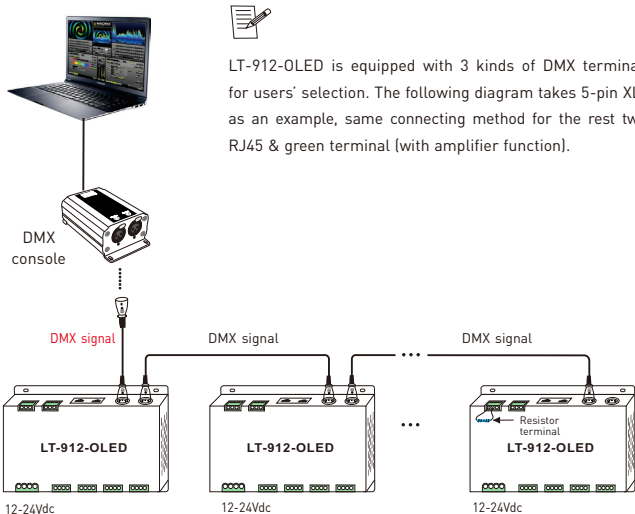 LT-912-OLED is equipped with 3 kinds of DMX
for users' selection. The following diagram takes 5-pin
as an example, same connecting method for the rest
RJ45 & green terminal (with amplifier function).
DMX
console
DMX signal
DMX signal
DMX signal
Resistor
terminal
LT-912-OLED
LT-912-OLED
LT-912-OLED
12-24Vdc
12-24Vdc
12-24Vdc